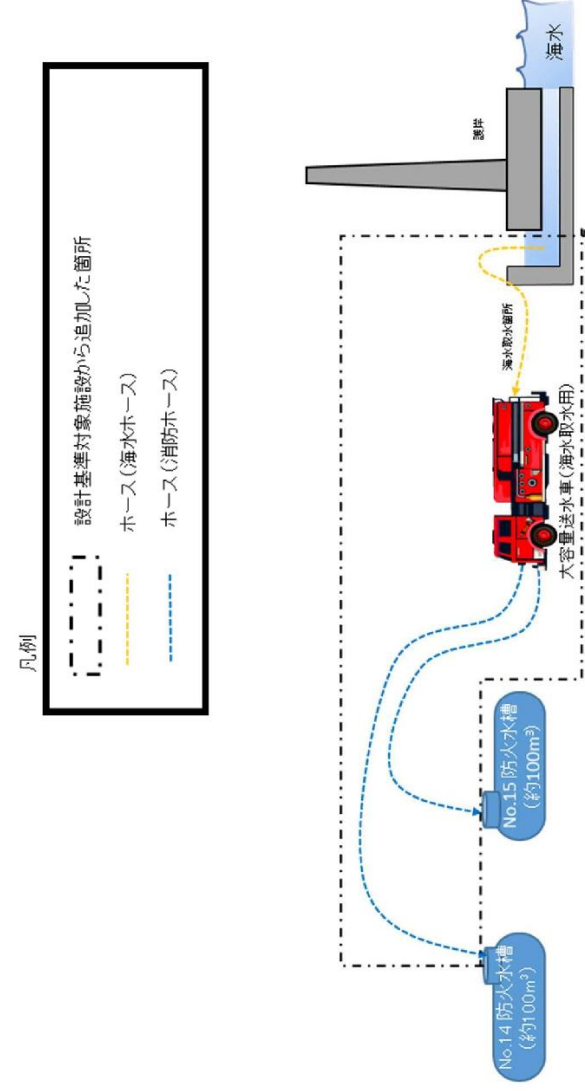 凡例
設計基準対象施設から追加した箇所
ホース(海水ホース)
ホース(消防ホース)
海水
護岸
海水取水箇所
大容量送水車(海水取水用)
No.15 防火水槽
(約100m³)
No.14 防火水槽
(約100m³)